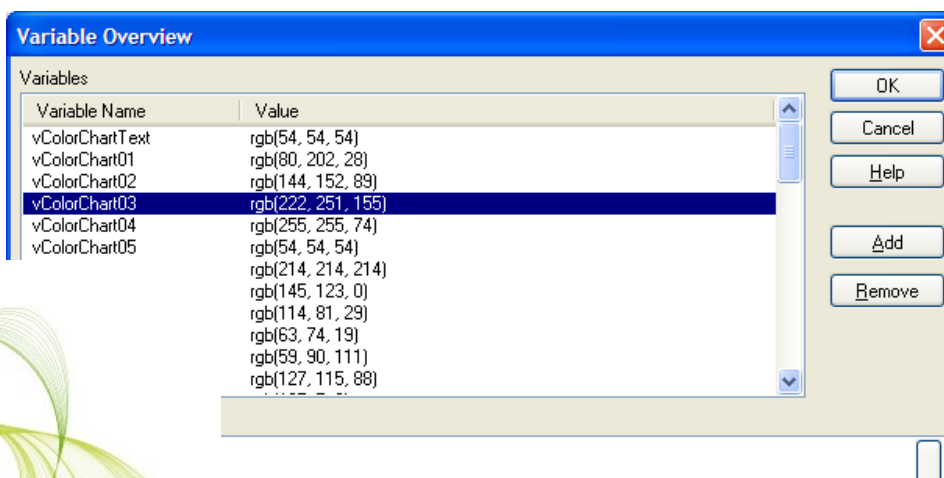 Variable Overview
Variables
Variable Name Value
vColorChartText rgb(54, 54, 54)
vColorChart01 rgb(80, 202, 28)
vColorChart02 rgb(144, 152, 89)
vColorChart03 rgb(222, 251, 155)
vColorChart04 rgb(255, 255, 74)
vColorChart05 rgb(54, 54, 54)
rgb(214, 214, 214)
rgb(145, 123, 0)
rgb(114, 81, 29)
rgb(63, 74, 19)
rgb(59, 90, 111)
rgb(127, 115, 88)
OK
Cancel
Help
Add
Remove